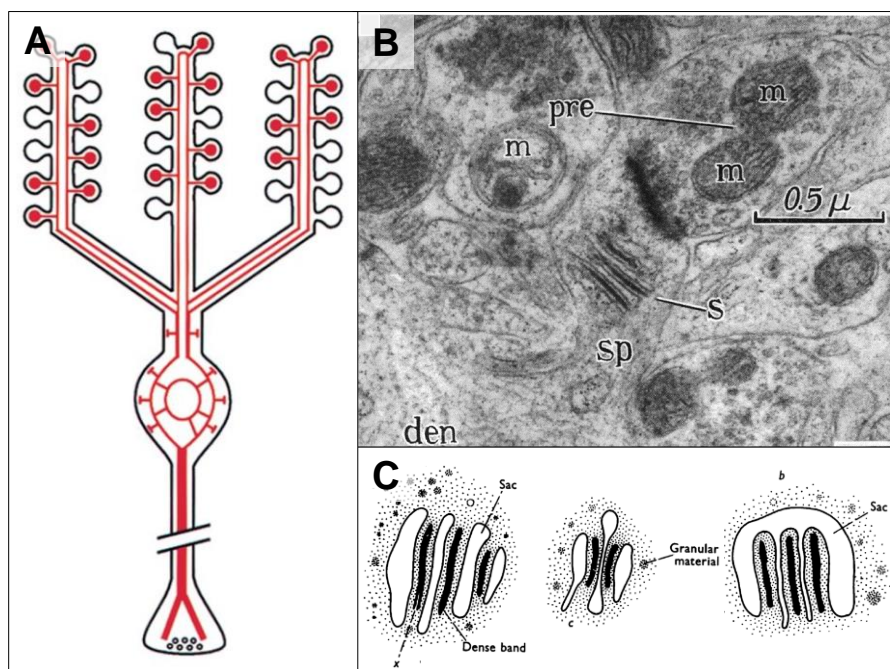 A
B
pre
m
m
m
0.5 μ
s
sp
den
C
b
Sac
Sac
Granular
material
c
Dense band
x